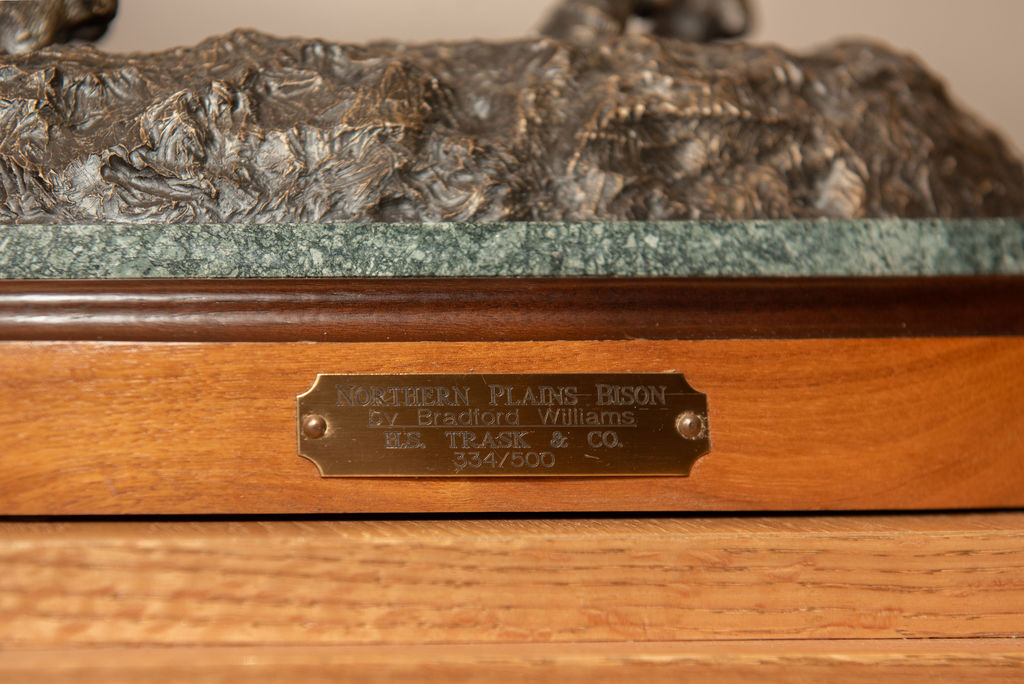 Northern Plains Bison
by Bradford Williams
H.S. TRASK & CO.
334/500